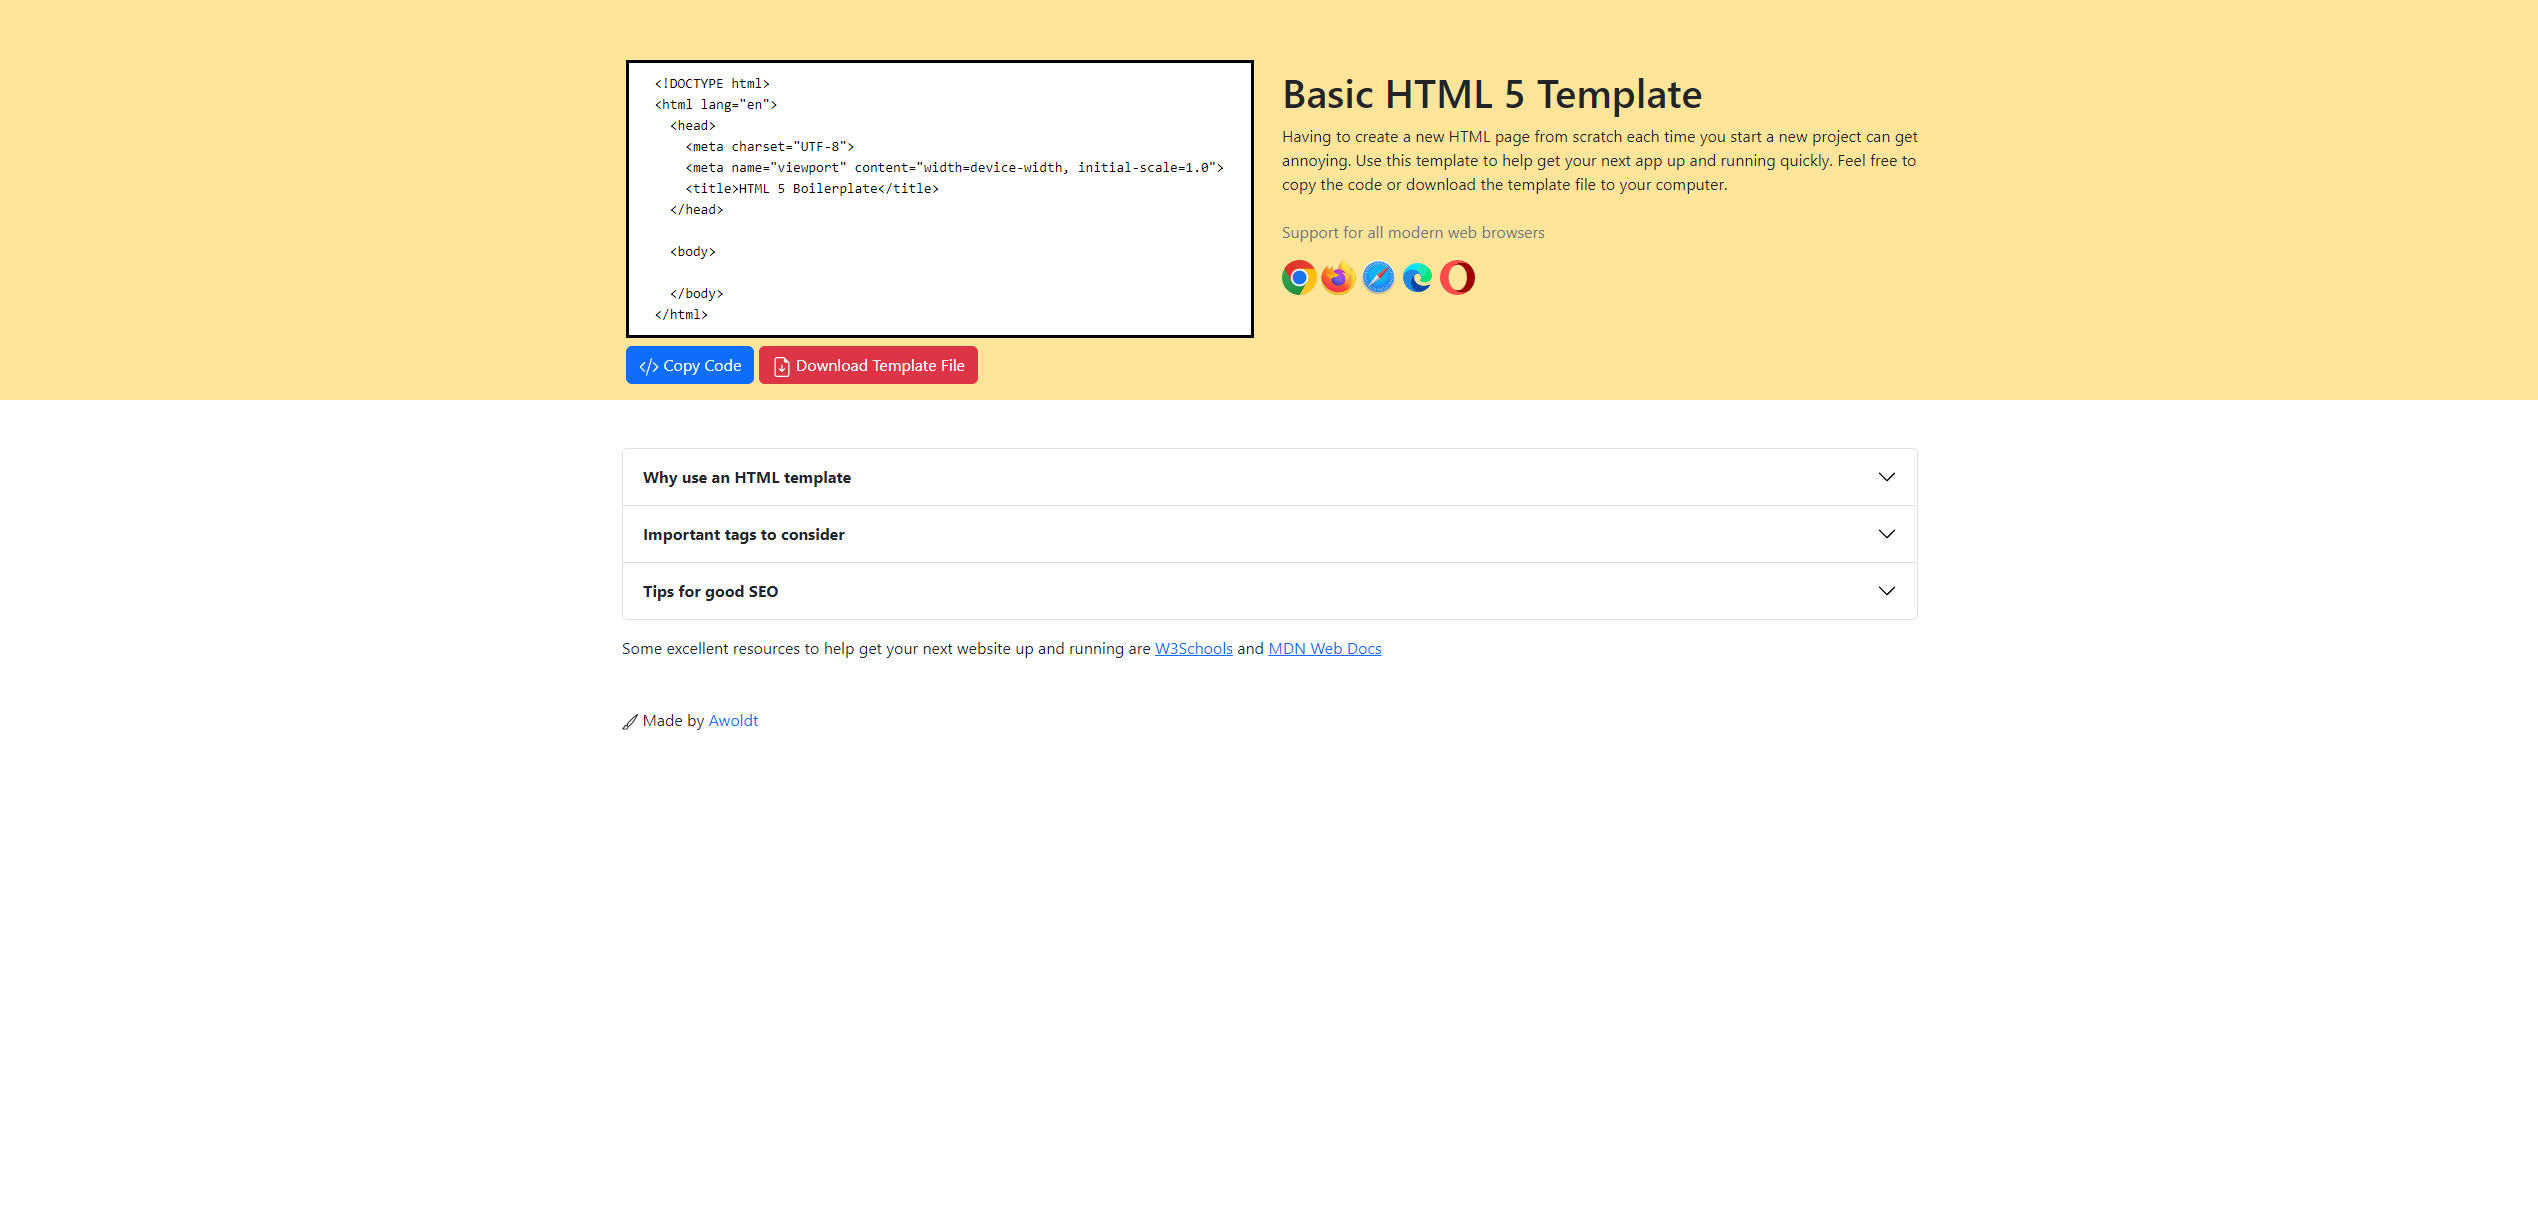 <!DOCTYPE html>
<html lang="en">
<head>
<meta charset="UTF-8">
<meta name="viewport" content="width=device-width, initial-scale=1.0">
<title>HTML 5 Boilerplate</title>
</head>
<body>
</body>
</html>
Copy Code
Download Template File
Basic HTML 5 Template
Having to create a new HTML page from scratch each time you start a new project can get
annoying. Use this template to help get your next app up and running quickly. Feel free to
copy the code or download the template file to your computer.
Support for all modern web browsers
Why use an HTML template
Important tags to consider
Tips for good SEO
Some excellent resources to help get your next website up and running are W3Schools and MDN Web Docs
Made by Awoldt